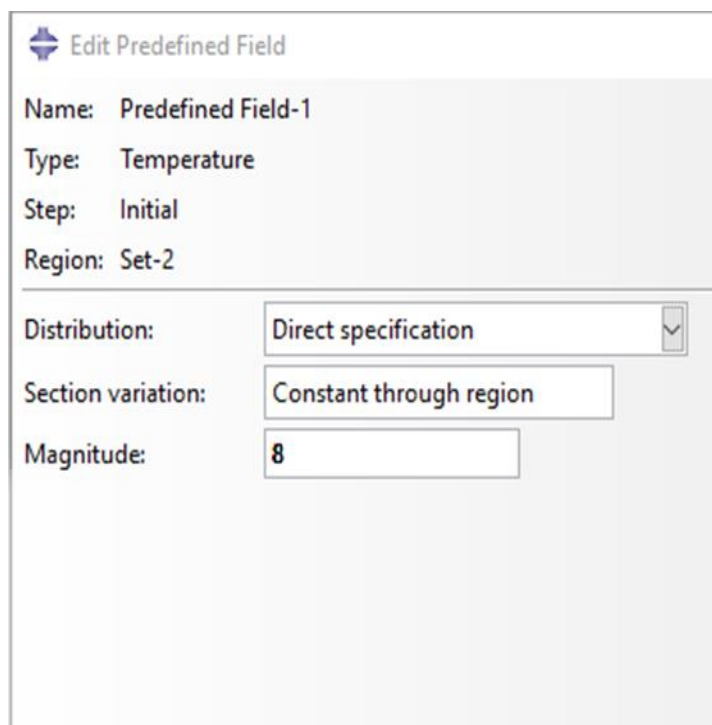 Edit Predefined Field
Name: Predefined Field-1
Type: Temperature
Step: Initial
Region: Set-2
Distribution: Direct specification
Section variation: Constant through region
Magnitude: 8